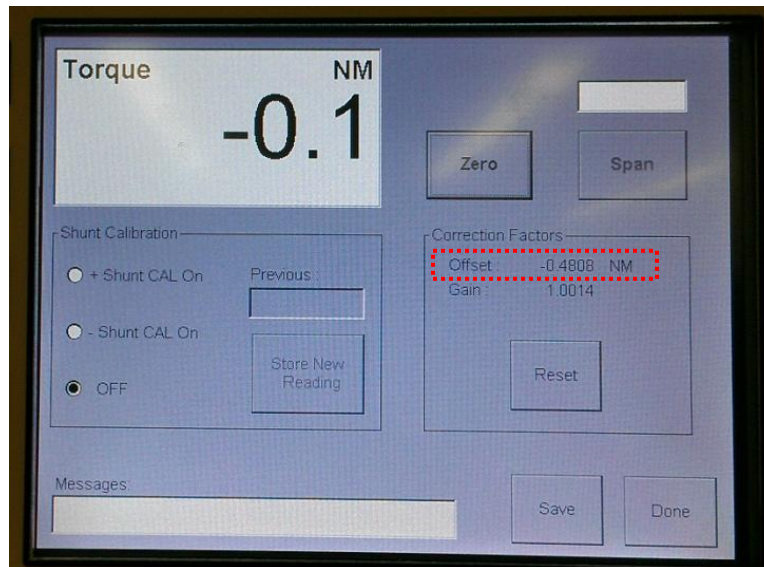 Torque NM
-0.1
Zero
Span
Shunt Calibration
+ Shunt CAL On
Previous :
- Shunt CAL On
Store New
Reading
OFF
Correction Factors
Offset : -0.4808 NM
Gain : 1.0014
Reset
Messages:
Save
Done